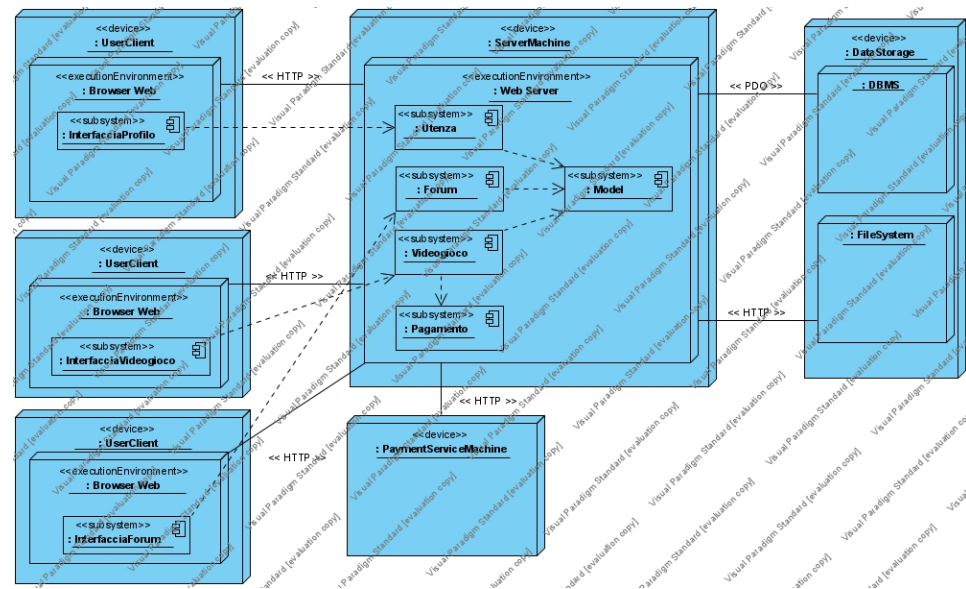 <<device>>
: UserClient
<<executionEnvironment>>
: Browser Web
<<subsystem>>
: InterfacciaProfilo
<< HTTP >>
<<device>>
: ServerMachine
<<executionEnvironment>>
: Web Server
<<subsystem>>
: Utenza
<<subsystem>>
: Forum
<<subsystem>>
: Model
<<subsystem>>
: Videogioco
<<subsystem>>
: Pagamento
<< PDO >>
<<device>>
: DataStorage
: DBMS
: FileSystem
<< HTTP >>
<<device>>
: UserClient
<<executionEnvironment>>
: Browser Web
<<subsystem>>
: InterfacciaVideogioco
<< HTTP >>
<<device>>
: UserClient
<<executionEnvironment>>
: Browser Web
<<subsystem>>
: InterfacciaForum
<< HTTP >>
<< HTTP >>
<<device>>
: PaymentServiceMachine
Visual Paradigm Standard [evaluation copy]